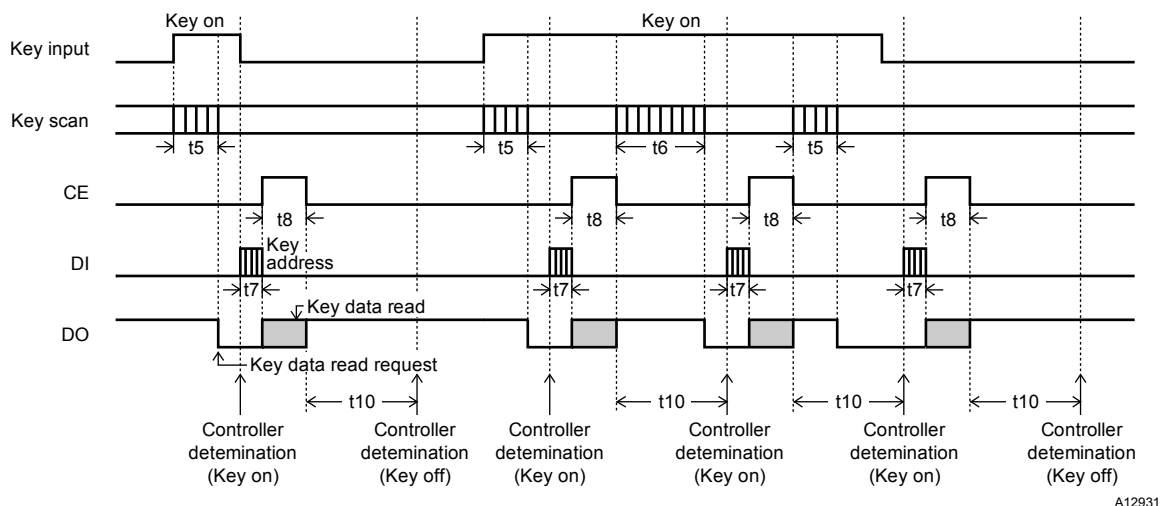 Key on
Key on
Key input
Key scan
t5
t5
t6
t5
CE
t8
t8
t8
t8
DI
Key
address
t7
t7
t7
t7
Key data read
DO
Key data read request
t10
t10
t10
t10
Controller
detemination
(Key on)
Controller
detemination
(Key off)
Controller
detemination
(Key on)
Controller
detemination
(Key on)
Controller
detemination
(Key on)
Controller
detemination
(Key off)
A12931